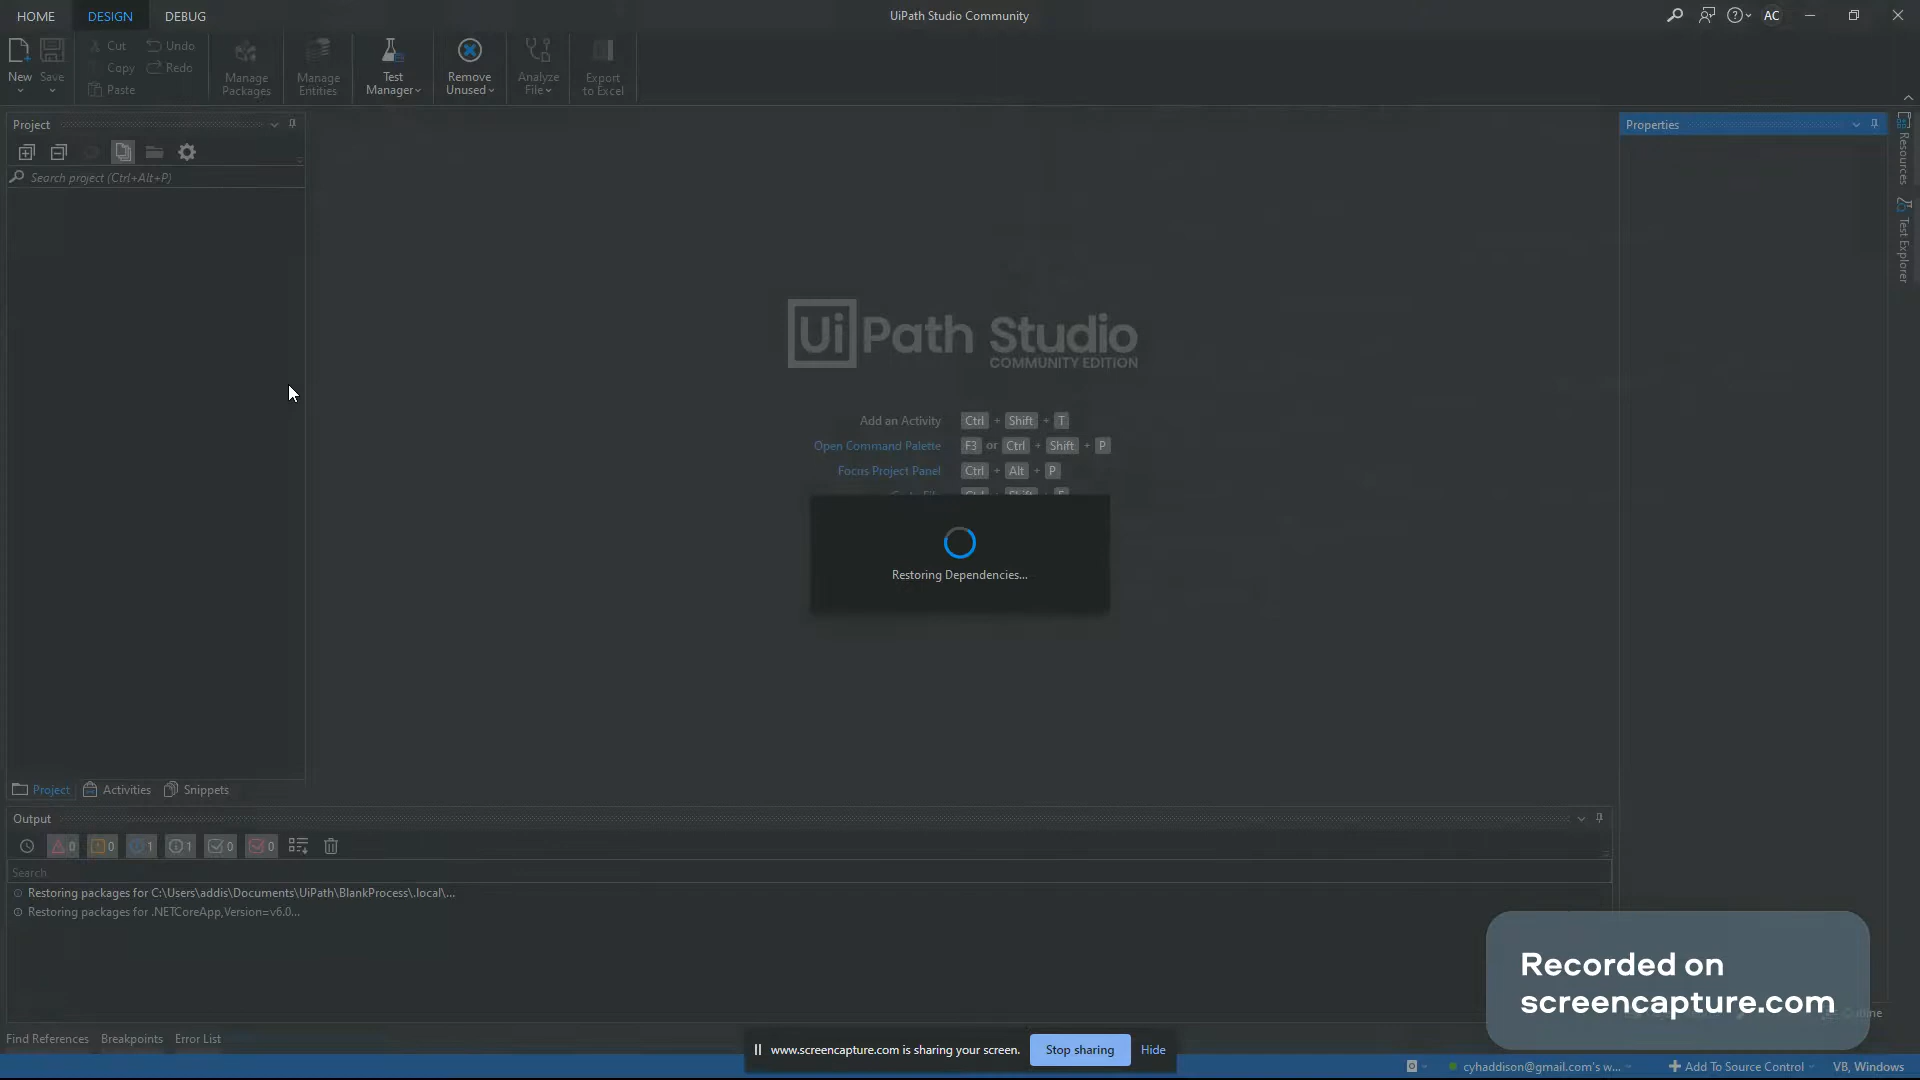 HOME DESIGN DEBUG
UiPath Studio Community
AC
New
Save
Cut
Copy
Paste
Undo
Redo
Manage Packages
Manage Entities
Test Manager
Remove Unused
Analyze File
Export to Excel
Project
Search project (Ctrl+Alt+P)
Properties
Resources
Test Explorer
UiPath Studio
COMMUNITY EDITION
Add an Activity Ctrl + Shift + T
Open Command Palette F3 or Ctrl + Shift + P
Focus Project Panel Ctrl + Alt + P
Restoring Dependencies...
Project Activities Snippets
Output
0 0 1 1 0 0
Search
Restoring packages for C:\Users\addis\Documents\UiPath\BlankProcess\.local\...
Restoring packages for .NETCoreApp,Version=v6.0...
Recorded on
screencapture.com
Find References Breakpoints Error List
www.screencapture.com is sharing your screen. Stop sharing Hide
cyhaddison@gmail.com's w... Add To Source Control VB, Windows